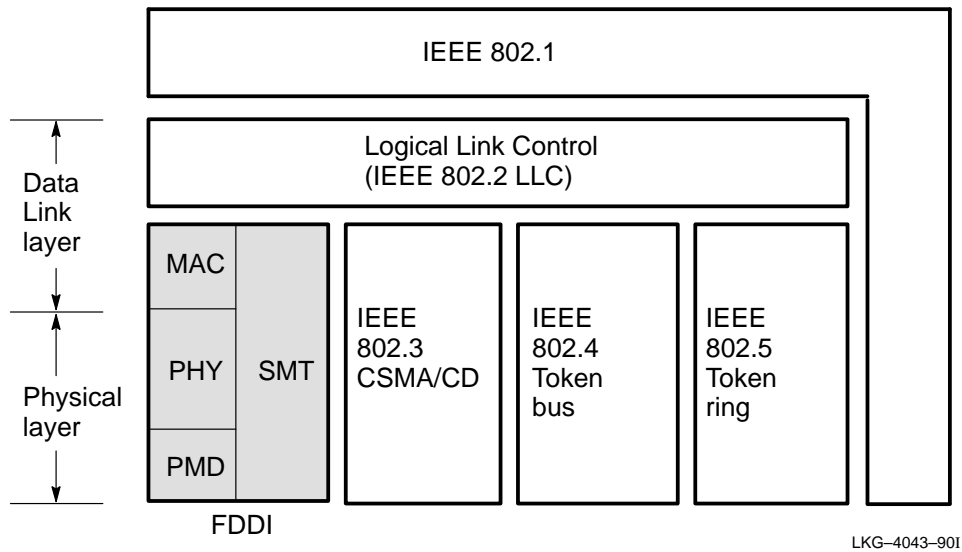 IEEE 802.1
Logical Link Control
(IEEE 802.2 LLC)
Data
Link
layer
Physical
layer
MAC
PHY
PMD
SMT
FDDI
IEEE
802.3
CSMA/CD
IEEE
802.4
Token
bus
IEEE
802.5
Token
ring
LKG–4043–90I